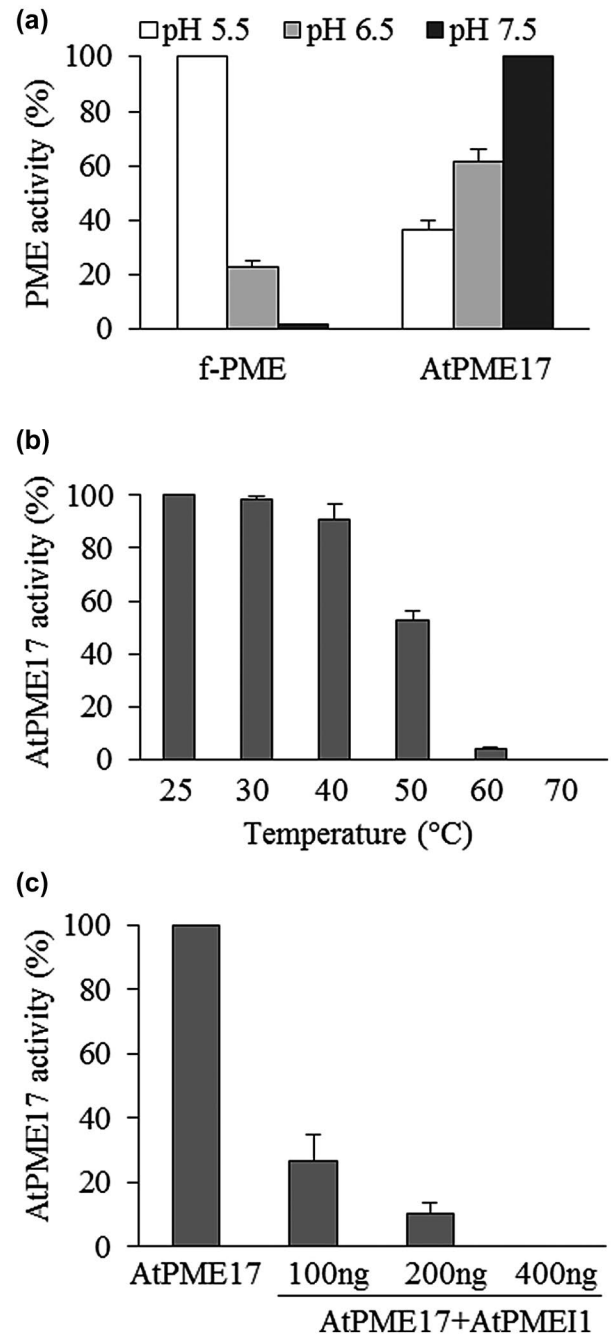 (a)
pH 5.5 pH 6.5 pH 7.5
PME activity (%)
100
80
60
40
20
0
f-PME AtPME17
(b)
AtPME17 activity (%)
100
80
60
40
20
0
25 30 40 50 60 70
Temperature (°C)
(c)
AtPME17 activity (%)
100
80
60
40
20
0
AtPME17 100ng 200ng 400ng
AtPME17+AtPMEI1